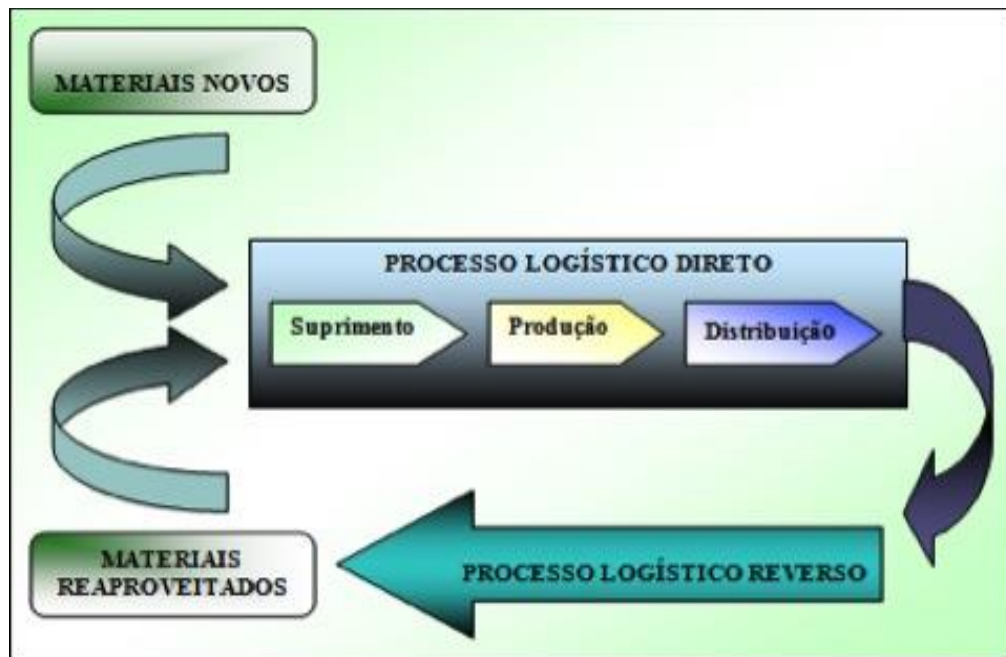 MATERIAIS NOVOS
PROCESSO LOGÍSTICO DIRETO
Suprimento
Produção
Distribuição
MATERIAIS
REAPROVEITADOS
PROCESSO LOGÍSTICO REVERSO